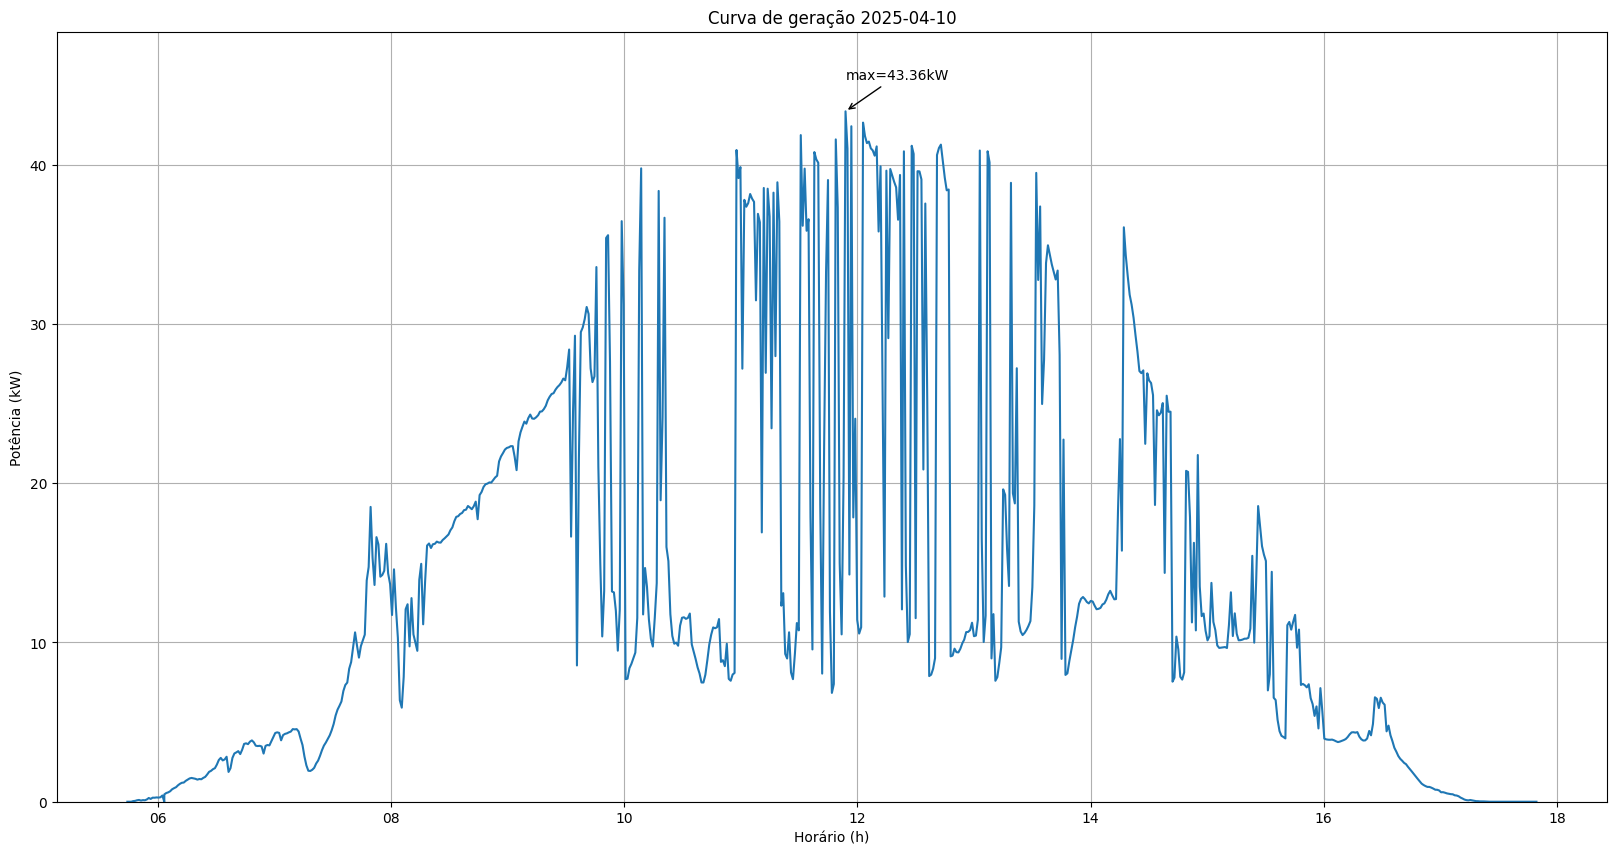 Curva de geração 2025-04-10
max=43.36kW
Potência (kW)
40
30
20
10
0
06 08 10 12 14 16 18
Horário (h)